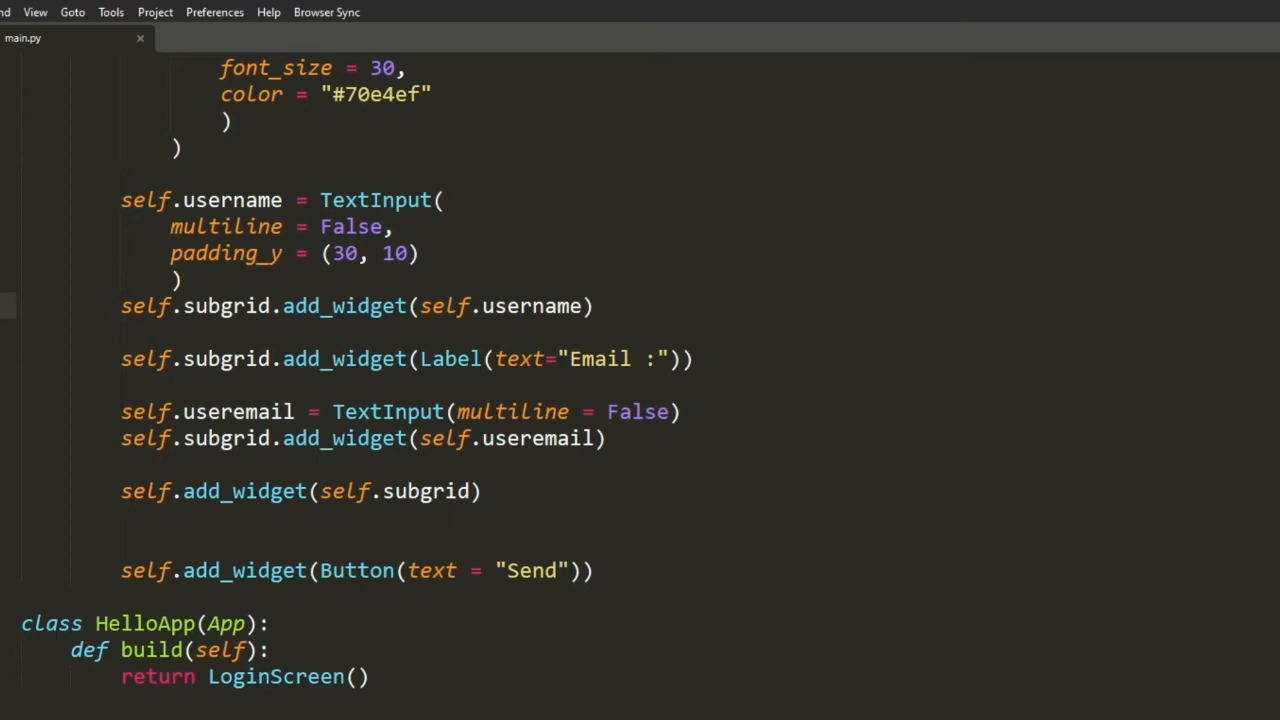 nd View Goto Tools Project Preferences Help Browser Sync
main.py ×
font_size = 30,
color = "#70e4ef"
)
)
self.username = TextInput(
multiline = False,
padding_y = (30, 10)
)
self.subgrid.add_widget(self.username)
self.subgrid.add_widget(Label(text="Email :"))
self.useremail = TextInput(multiline = False)
self.subgrid.add_widget(self.useremail)
self.add_widget(self.subgrid)
self.add_widget(Button(text = "Send"))
class HelloApp(App):
def build(self):
return LoginScreen()